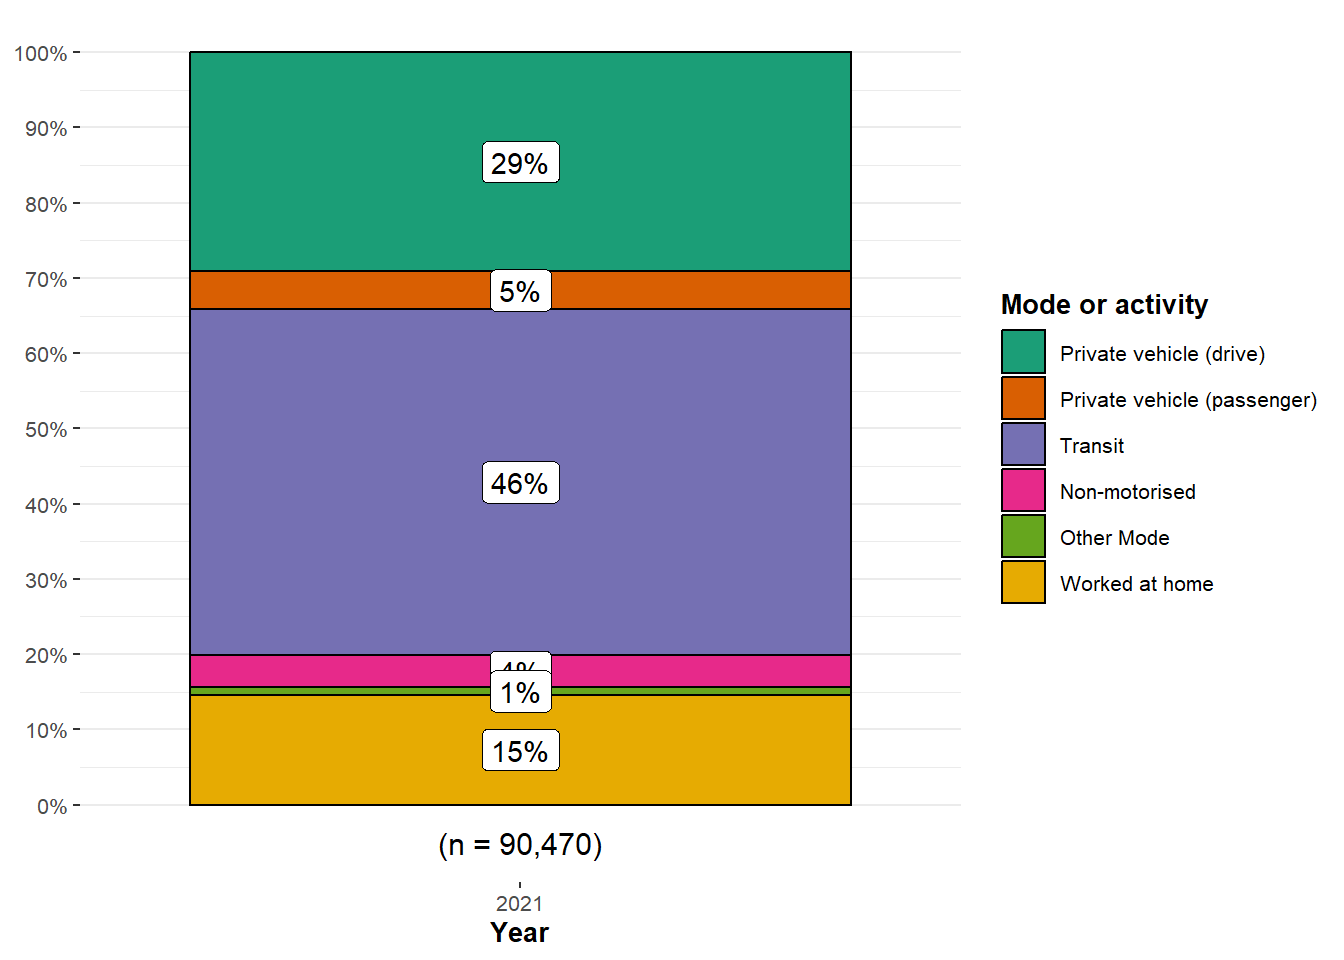 100%
90%
80%
70%
60%
50%
40%
30%
20%
10%
0%
29%
5%
46%
4%
1%
15%
(n = 90,470)
2021
Year
Mode or activity
Private vehicle (drive)
Private vehicle (passenger)
Transit
Non-motorised
Other Mode
Worked at home